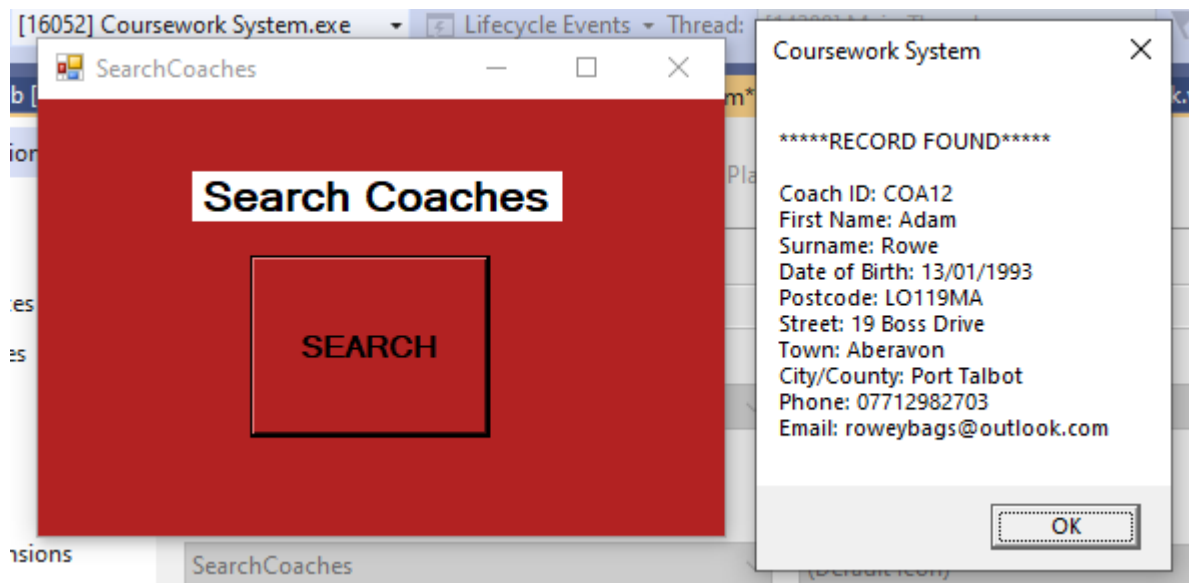 [16052] Coursework System.exe Lifecycle Events Thread:
SearchCoaches
Search Coaches
SEARCH
Coursework System
*****RECORD FOUND*****
Coach ID: COA12
First Name: Adam
Surname: Rowe
Date of Birth: 13/01/1993
Postcode: LO119MA
Street: 19 Boss Drive
Town: Aberavon
City/County: Port Talbot
Phone: 07712982703
Email: roweybags@outlook.com
OK
SearchCoaches